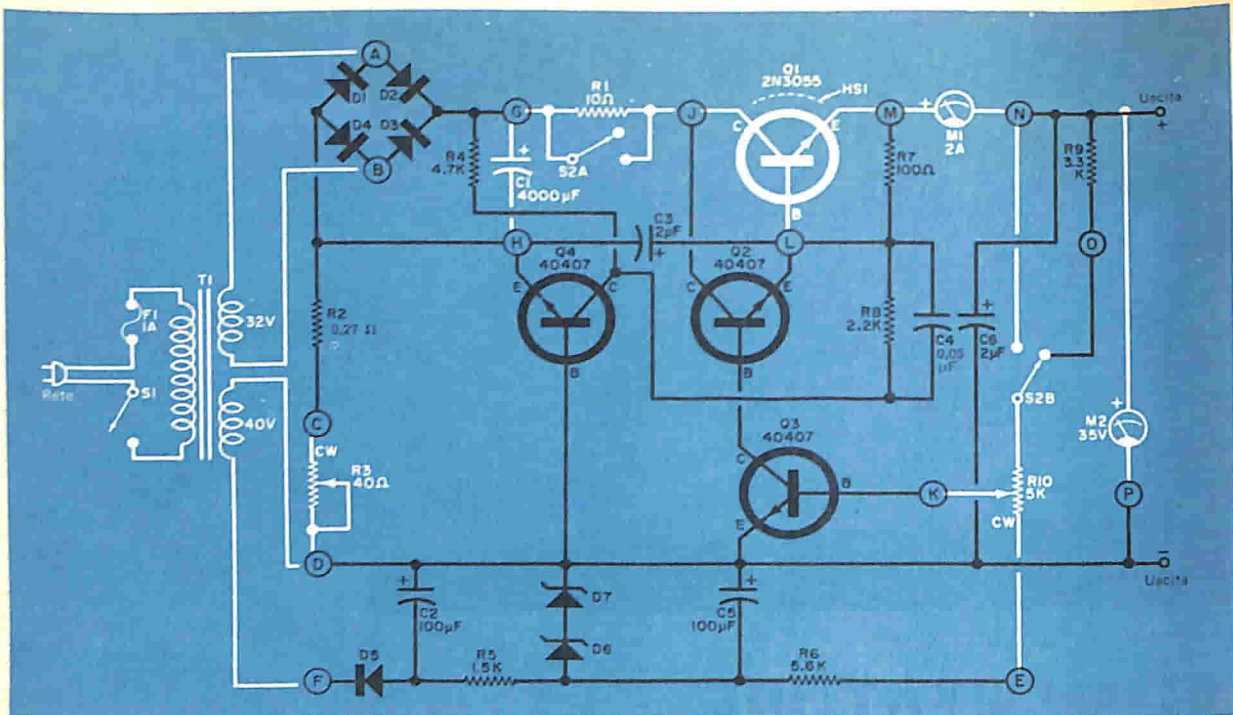 A
D1
D2
D4
D3
B
G
R1
10Ω
S2A
J
Q1
2N3055
HS1
C
E
B
M
M1
2A
N
Uscita
+
R4
4.7K
C1
4000µF
+
R7
100Ω
R9
3.3
K
H
C3
2µF
+
L
O
Q4
40407
E
C
B
Q2
40407
C
E
B
R8
2.2K
C4
0,05
µF
+
C6
2µF
S2B
T1
F1
1A
32V
40V
Rete
S1
R2
0,27 Ω
C
CW
R3
40Ω
D
Q3
40407
C
B
E
K
R10
5K
CW
+
M2
35V
P
–
Uscita
+
C2
100µF
D7
D6
C5
100µF
+
F
D5
R5
1.5K
R6
5.8K
E